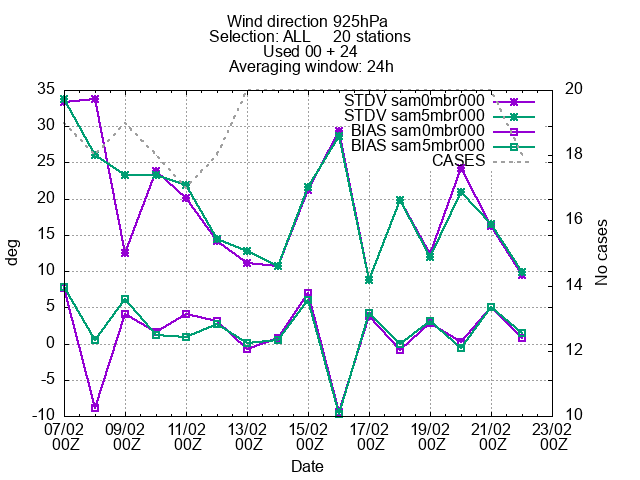 Wind direction 925hPa
Selection: ALL 20 stations
Used 00 + 24
Averaging window: 24h
STDV sam0mbr000
STDV sam5mbr000
BIAS sam0mbr000
BIAS sam5mbr000
CASES
35
30
25
20
15
10
5
0
-5
-10
deg
20
18
16
14
12
10
No cases
07/02 09/02 11/02 13/02 15/02 17/02 19/02 21/02 23/02
00Z 00Z 00Z 00Z 00Z 00Z 00Z 00Z 00Z
Date